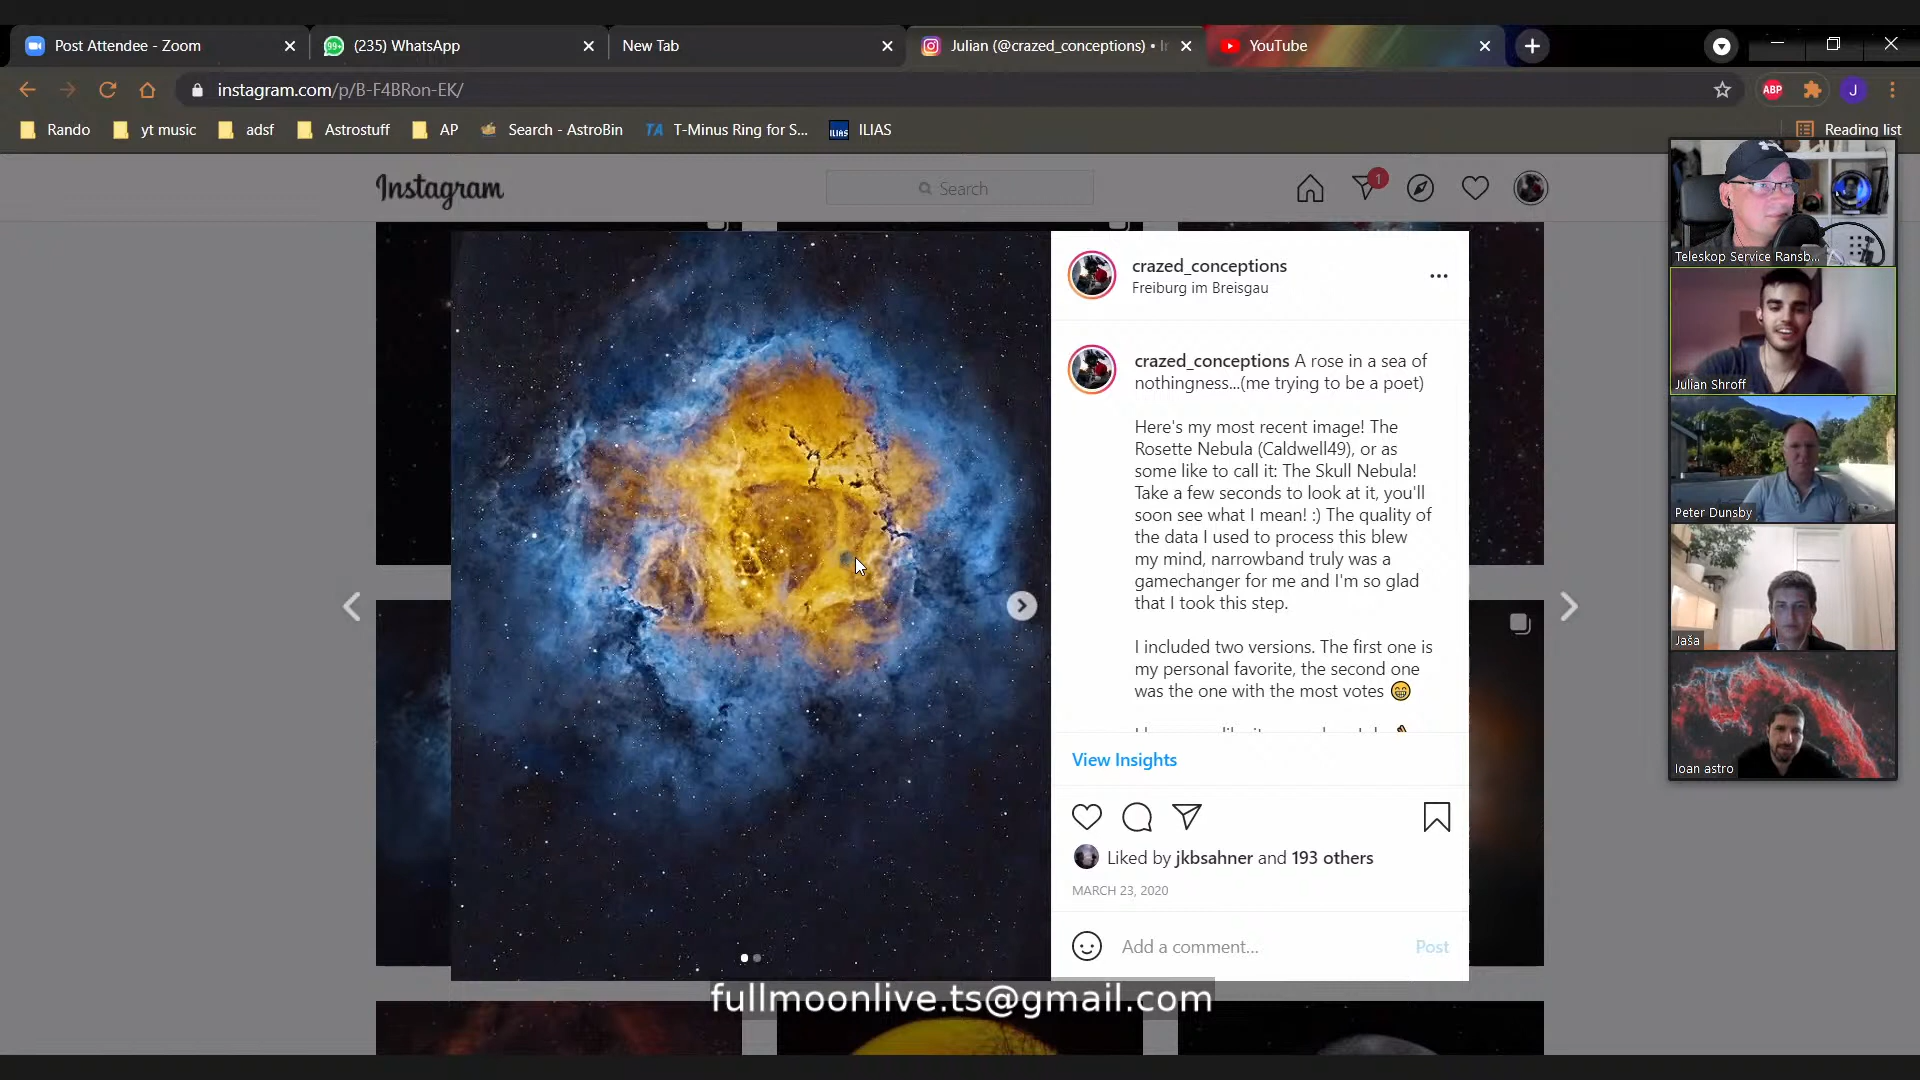 Post Attendee - Zoom
(235) WhatsApp
New Tab
Julian (@crazed_conceptions) •
YouTube
instagram.com/p/B-F4BRon-EK/
ABP
J
Rando
yt music
adsf
Astrostuff
AP
Search - AstroBin
TA T-Minus Ring for S...
ILIAS ILIAS
Reading list
Instagram
Search
1
crazed_conceptions
Freiburg im Breisgau
crazed_conceptions A rose in a sea of
nothingness...(me trying to be a poet)
Here's my most recent image! The
Rosette Nebula (Caldwell49), or as
some like to call it: The Skull Nebula!
Take a few seconds to look at it, you'll
soon see what I mean! :) The quality of
the data I used to process this blew
my mind, narrowband truly was a
gamechanger for me and I'm so glad
that I took this step.
I included two versions. The first one is
my personal favorite, the second one
was the one with the most votes 😁
View Insights
Liked by jkbsahner and 193 others
MARCH 23, 2020
Add a comment...
Post
Teleskop Service Ransb...
Julian Shroff
Peter Dunsby
Jaša
Ioan astro
fullmoonlive.ts@gmail.com